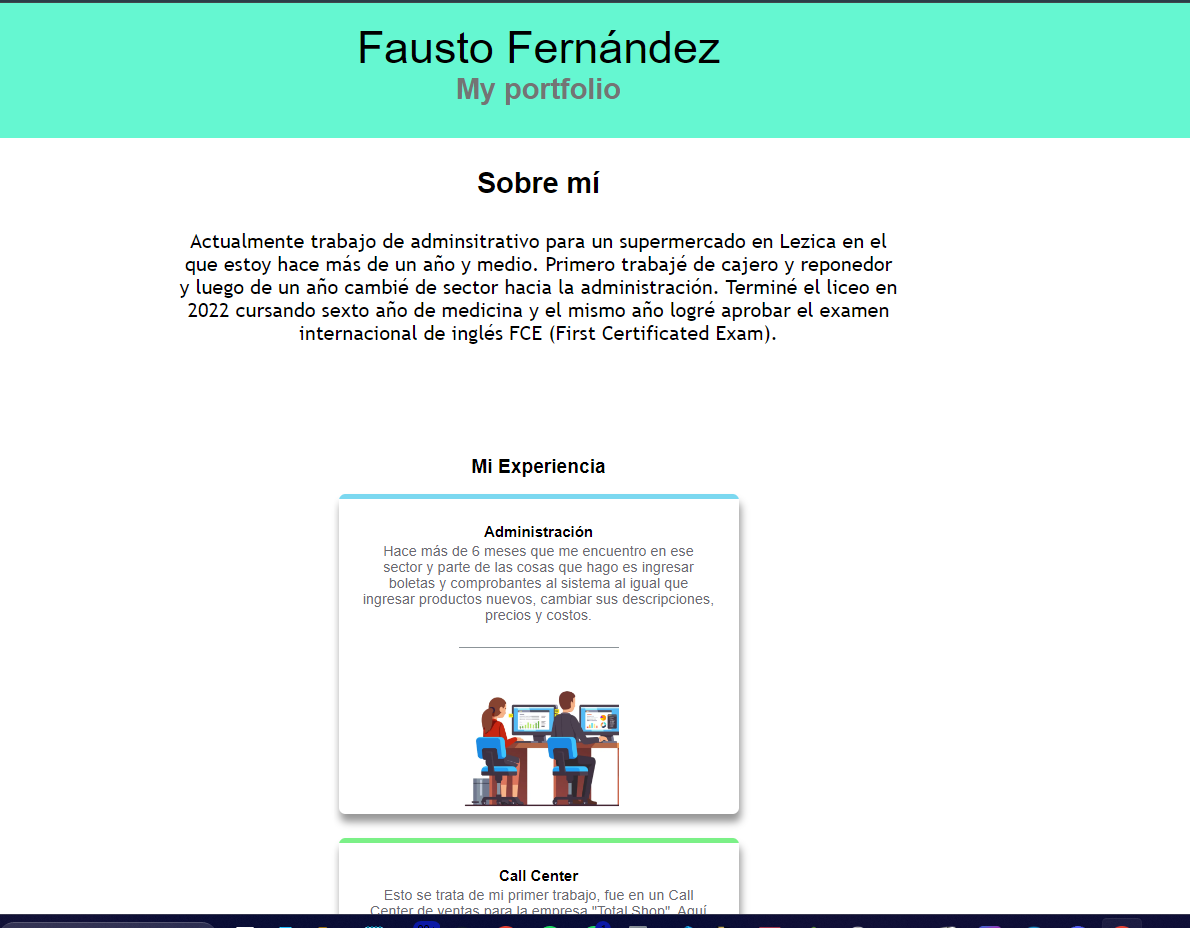 Fausto Fernández
My portfolio
Sobre mí
Actualmente trabajo de adminsitrativo para un supermercado en Lezica en el
que estoy hace más de un año y medio. Primero trabajé de cajero y reponedor
y luego de un año cambié de sector hacia la administración. Terminé el liceo en
2022 cursando sexto año de medicina y el mismo año logré aprobar el examen
internacional de inglés FCE (First Certificated Exam).
Mi Experiencia
Administración
Hace más de 6 meses que me encuentro en ese
sector y parte de las cosas que hago es ingresar
boletas y comprobantes al sistema al igual que
ingresar productos nuevos, cambiar sus descripciones,
precios y costos.
Call Center
Esto se trata de mi primer trabajo, fue en un Call
Center de ventas para la empresa "Total Shop". Aquí